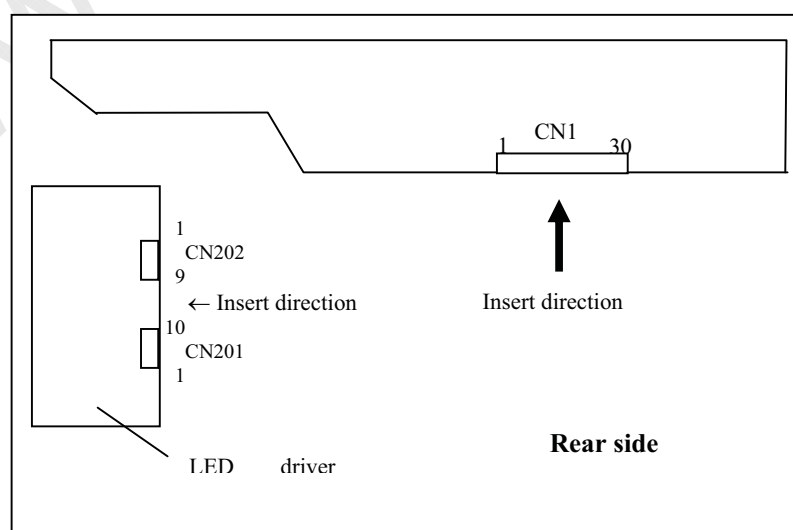 CN1
1 30
1
CN202
9
← Insert direction
Insert direction
10
CN201
1
Rear side
LED driver